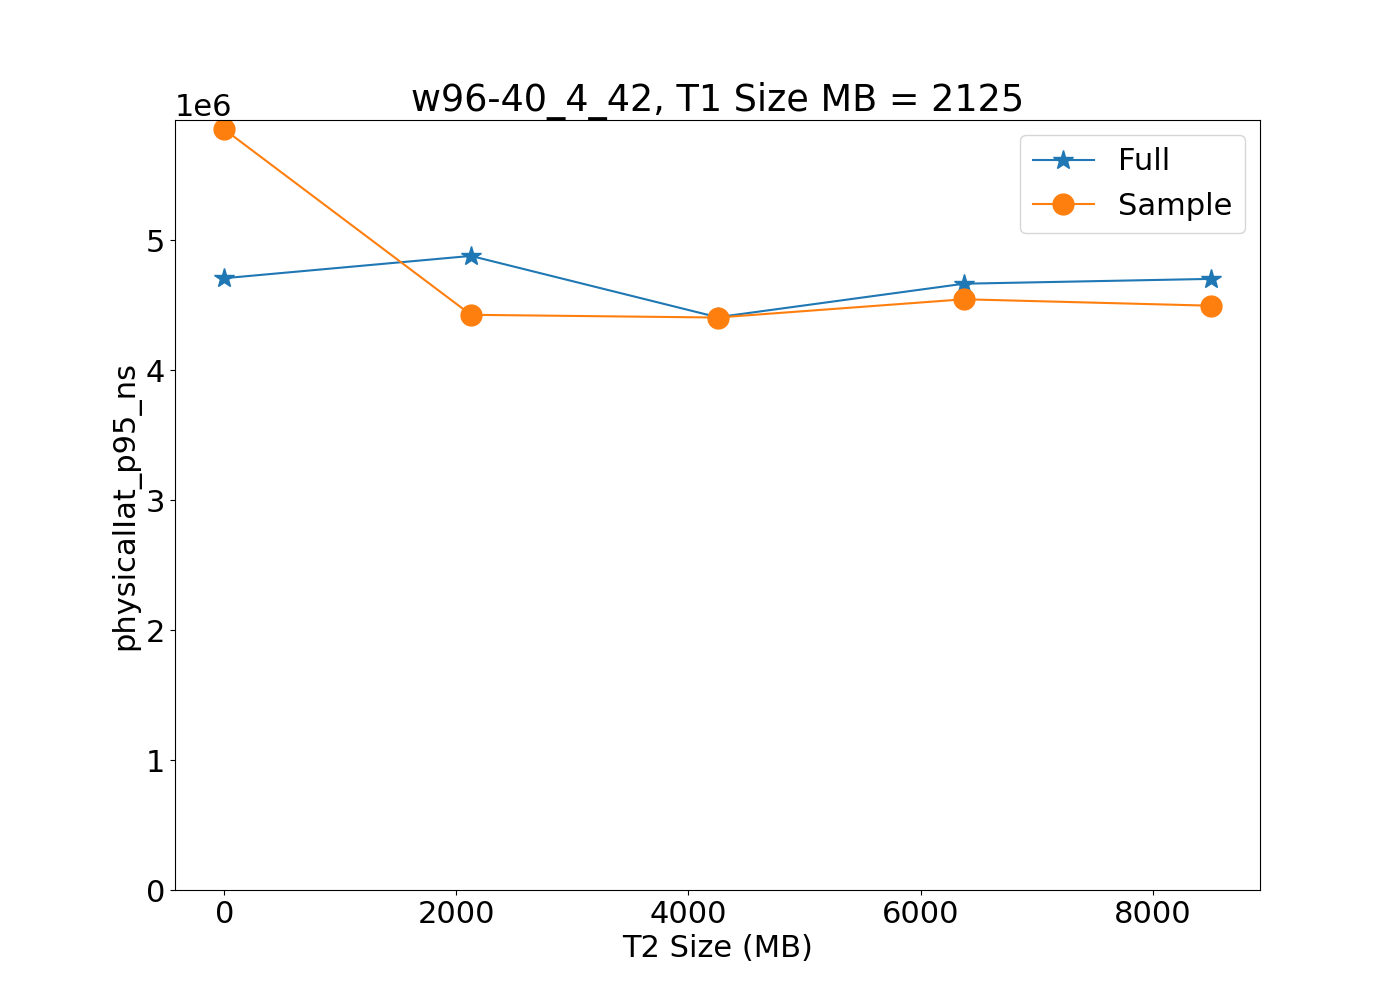 w96-40_4_42, T1 Size MB = 2125
1e6
Full
Sample
5
4
3
2
1
0
physicallat_p95_ns
0 2000 4000 6000 8000
T2 Size (MB)